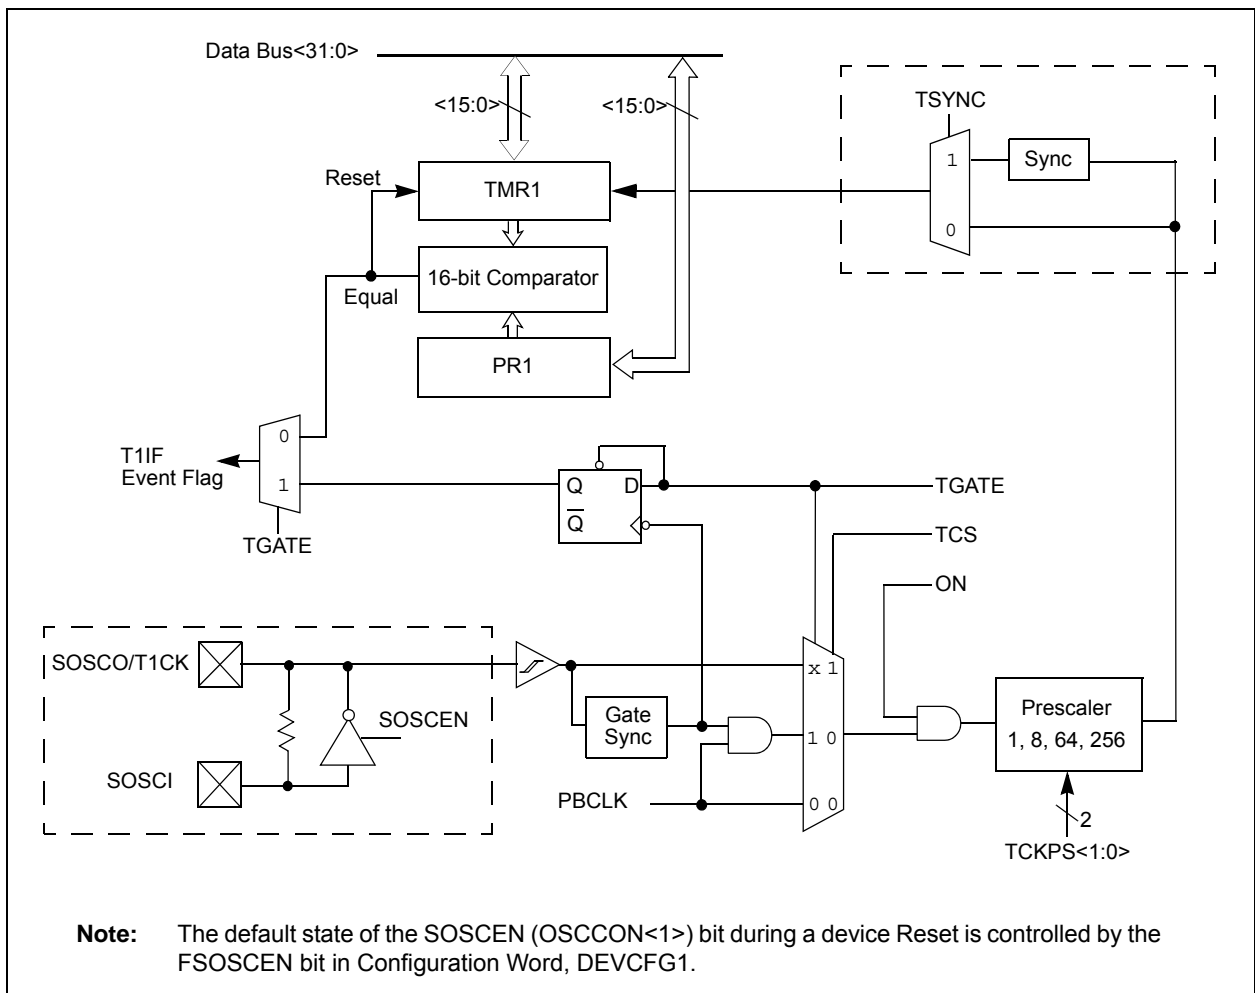 Data Bus<31:0>
<15:0>
<15:0>
TSYNC
1
Sync
Reset
TMR1
0
16-bit Comparator
Equal
PR1
0
T1IF
Event Flag
1
Q
D
TGATE
Q
TCS
TGATE
ON
SOSCO/T1CK
x 1
SOSCEN
Gate
Sync
1 0
Prescaler
1, 8, 64, 256
SOSCI
PBCLK
0 0
2
TCKPS<1:0>
Note: The default state of the SOSCEN (OSCCON<1>) bit during a device Reset is controlled by the
FSOSCEN bit in Configuration Word, DEVCFG1.